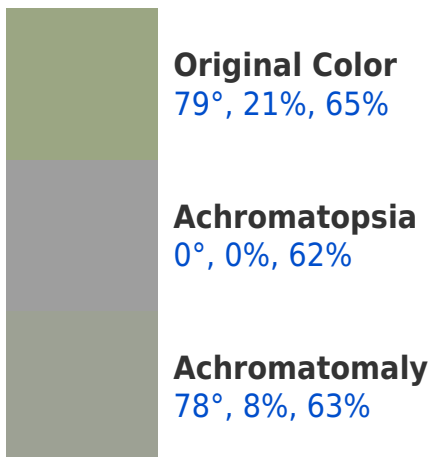 Original Color
79°, 21%, 65%
Achromatopsia
0°, 0%, 62%
Achromatomaly
78°, 8%, 63%